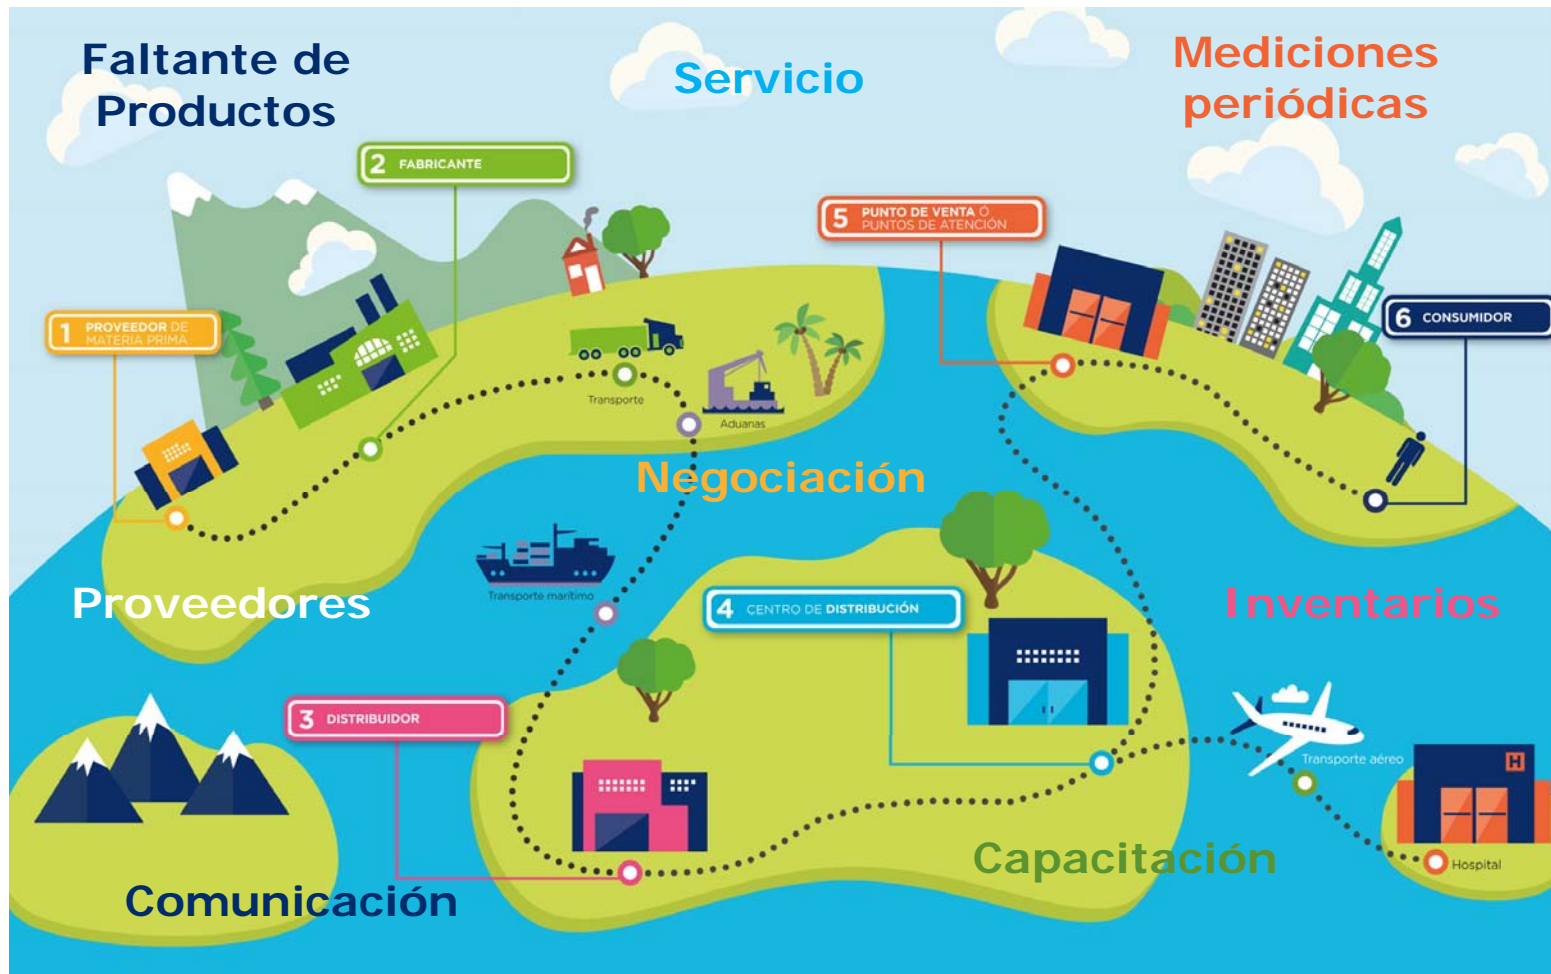 Faltante de
Productos
Servicio
Mediciones
periódicas
2 FABRICANTE
5 PUNTO DE VENTA Ó
PUNTOS DE ATENCIÓN
1 PROVEEDOR DE
MATERIA PRIMA
6 CONSUMIDOR
Transporte
Aduanas
Negociación
Transporte marítimo
Proveedores
4 CENTRO DE DISTRIBUCIÓN
Inventarios
3 DISTRIBUIDOR
Transporte aéreo
H
Hospital
Capacitación
Comunicación